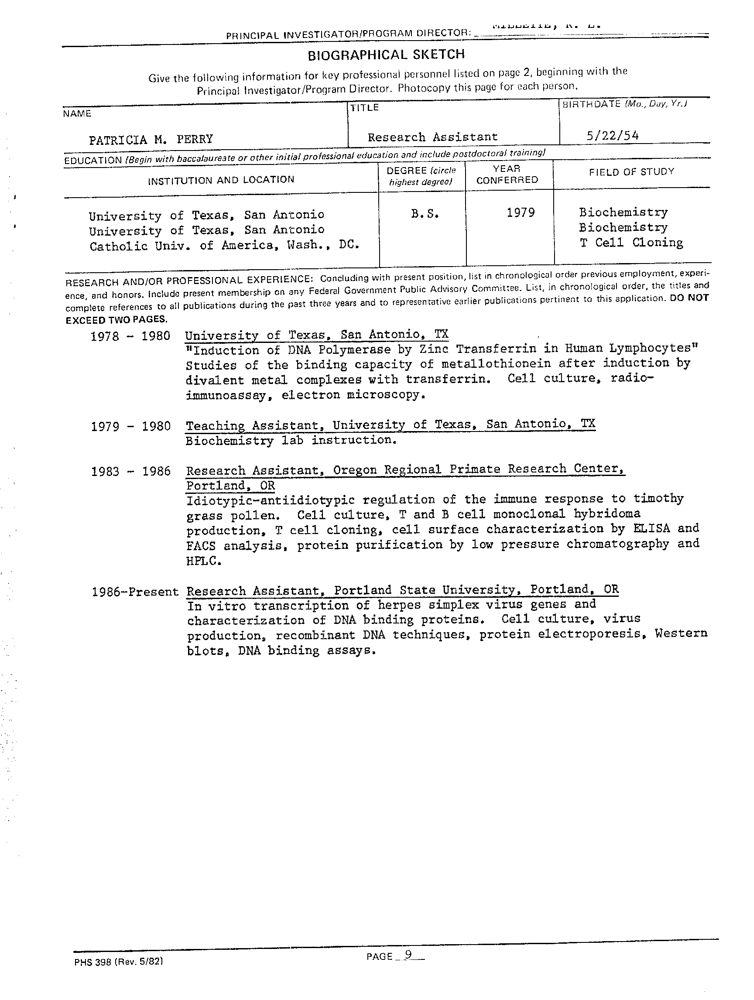 PRINCIPAL INVESTIGATOR/PROGRAM DIRECTOR:
BIOGRAPHICAL SKETCH
Give the following information for key professional personnel listed on page 2, beginning with the
Principal Investigator/Program Director. Photocopy this page for each person.
NAME TITLE BIRTHDATE (Mo., Day, Yr.)
PATRICIA M. PERRY Research Assistant 5/22/54
EDUCATION (Begin with baccalaureate or other initial professional education and include postdoctoral training)
INSTITUTION AND LOCATION DEGREE (circle highest degree) YEAR CONFERRED FIELD OF STUDY
University of Texas, San Antonio B.S. 1979 Biochemistry
University of Texas, San Antonio Biochemistry
Catholic Univ. of America, Wash., DC. T Cell Cloning
RESEARCH AND/OR PROFESSIONAL EXPERIENCE: Concluding with present position, list in chronological order previous employment, experi-
ence, and honors. Include present membership on any Federal Government Public Advisory Committee. List, in chronological order, the titles and
complete references to all publications during the past three years and to representative earlier publications pertinent to this application. DO NOT
EXCEED TWO PAGES.
1978 - 1980 University of Texas, San Antonio, TX
"Induction of DNA Polymerase by Zinc Transferrin in Human Lymphocytes"
Studies of the binding capacity of metallothionein after induction by
divalent metal complexes with transferrin. Cell culture, radio-
immunoassay, electron microscopy.
1979 - 1980 Teaching Assistant, University of Texas, San Antonio, TX
Biochemistry lab instruction.
1983 - 1986 Research Assistant, Oregon Regional Primate Research Center,
Portland, OR
Idiotypic-antiidiotypic regulation of the immune response to timothy
grass pollen. Cell culture, T and B cell monoclonal hybridoma
production, T cell cloning, cell surface characterization by ELISA and
FACS analysis, protein purification by low pressure chromatography and
HPLC.
1986-Present Research Assistant, Portland State University, Portland, OR
In vitro transcription of herpes simplex virus genes and
characterization of DNA binding proteins. Cell culture, virus
production, recombinant DNA techniques, protein electroporesis, Western
blots, DNA binding assays.
PHS 398 (Rev. 5/82) PAGE 9